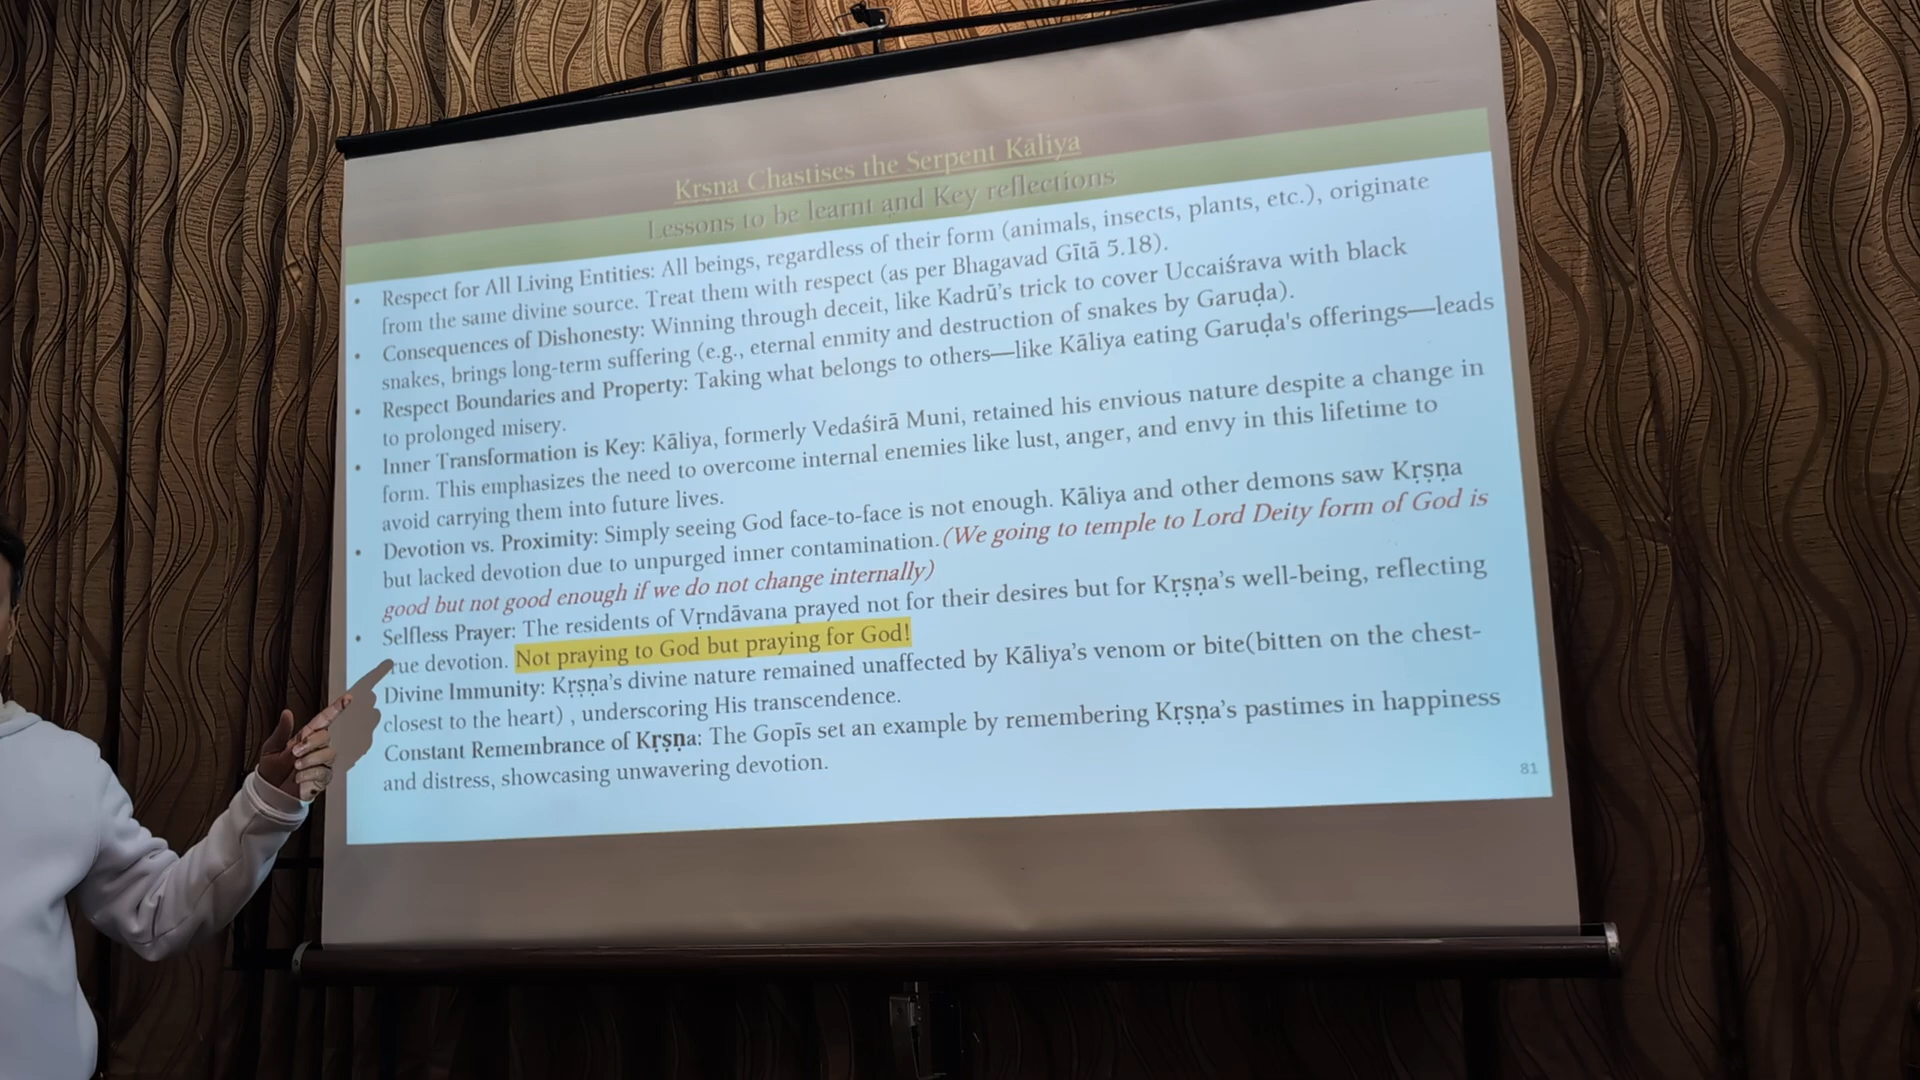 Krsna Chastises the Serpent Kāliya
Lessons to be learnt and Key reflections
• Respect for All Living Entities: All beings, regardless of their form (animals, insects, plants, etc.), originate
from the same divine source. Treat them with respect (as per Bhagavad Gītā 5.18).
• Consequences of Dishonesty: Winning through deceit, like Kadrū's trick to cover Uccaiśrava with black
snakes, brings long-term suffering (e.g., eternal enmity and destruction of snakes by Garuḍa).
• Respect Boundaries and Property: Taking what belongs to others—like Kāliya eating Garuḍa's offerings—leads
to prolonged misery.
• Inner Transformation is Key: Kāliya, formerly Vedaśirā Muni, retained his envious nature despite a change in
form. This emphasizes the need to overcome internal enemies like lust, anger, and envy in this lifetime to
avoid carrying them into future lives.
• Devotion vs. Proximity: Simply seeing God face-to-face is not enough. Kāliya and other demons saw Kṛṣṇa
but lacked devotion due to unpurged inner contamination. (We going to temple to Lord Deity form of God is
good but not good enough if we do not change internally)
• Selfless Prayer: The residents of Vṛndāvana prayed not for their desires but for Kṛṣṇa's well-being, reflecting
rue devotion. Not praying to God but praying for God!
Divine Immunity: Kṛṣṇa's divine nature remained unaffected by Kāliya's venom or bite(bitten on the chest-
closest to the heart) , underscoring His transcendence.
Constant Remembrance of Kṛṣṇa: The Gopīs set an example by remembering Kṛṣṇa's pastimes in happiness
and distress, showcasing unwavering devotion.
81